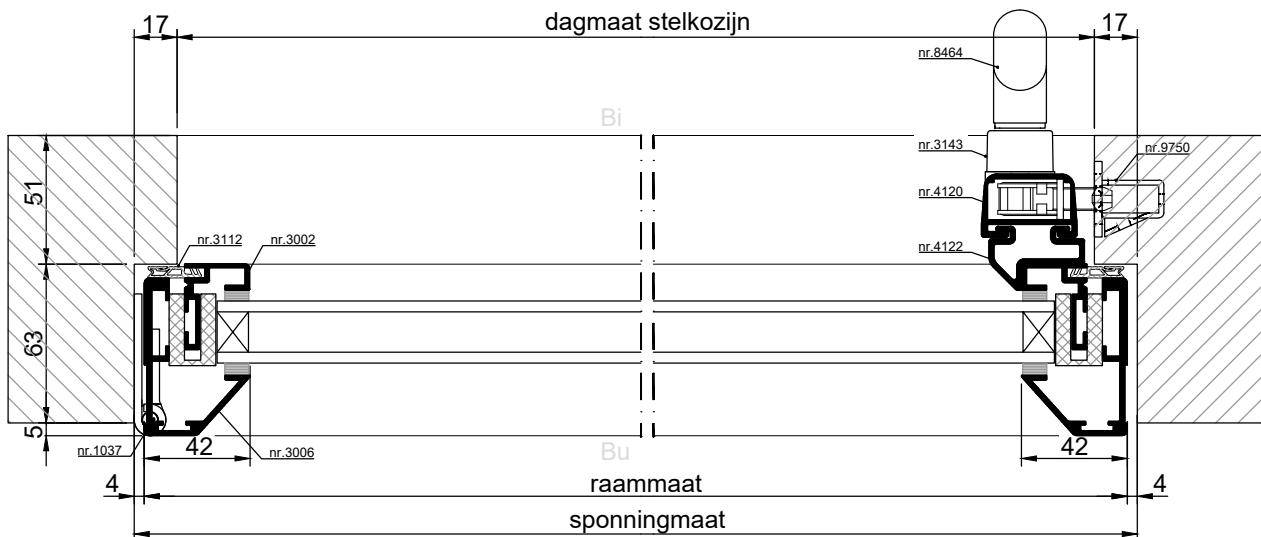 17 dagmaat stelkozijn 17
nr.8464
Bi
nr.3143
nr.9750
51
nr.4120
nr.3112 nr.3002
nr.4122
63
5
nr.1037 42 nr.3006 Bu 42
4 raammaat 4
sponningmaat